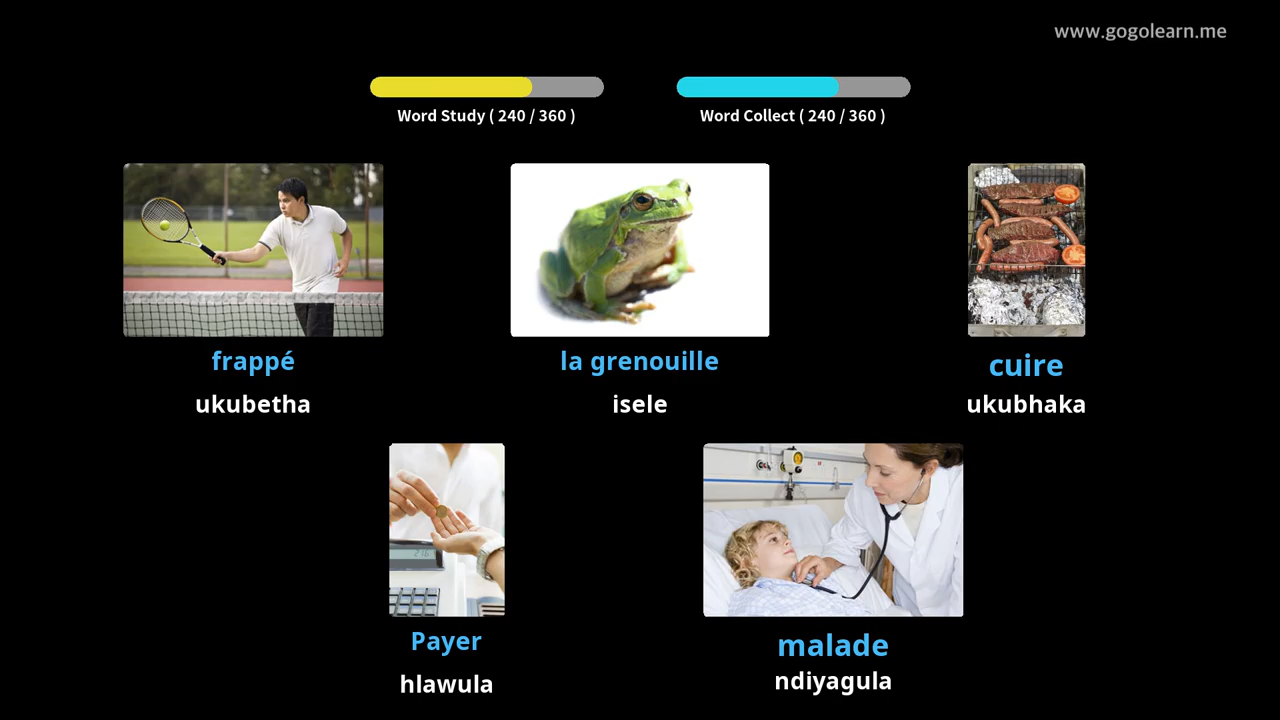 www.gogolearn.me
Word Study ( 240 / 360 )
Word Collect ( 240 / 360 )
frappé
ukubetha
la grenouille
isele
cuire
ukubhaka
Payer
hlawula
malade
ndiyagula